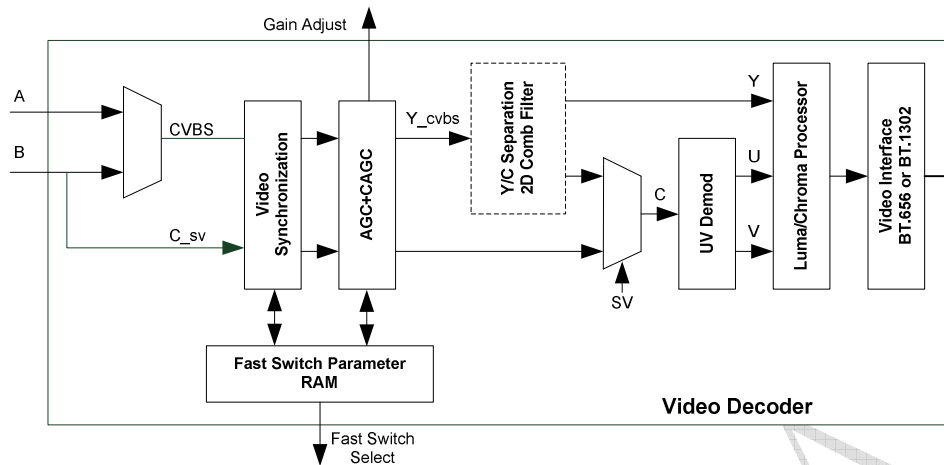 Gain Adjust
A
B
CVBS
C_sv
Video
Synchronization
AGC+CAGC
Y_cvbs
Y/C Separation
2D Comb Filter
C
SV
UV Demod
Y
U
V
Luma/Chroma Processor
Video Interface
BT.656 or BT.1302
Fast Switch Parameter
RAM
Fast Switch
Select
Video Decoder